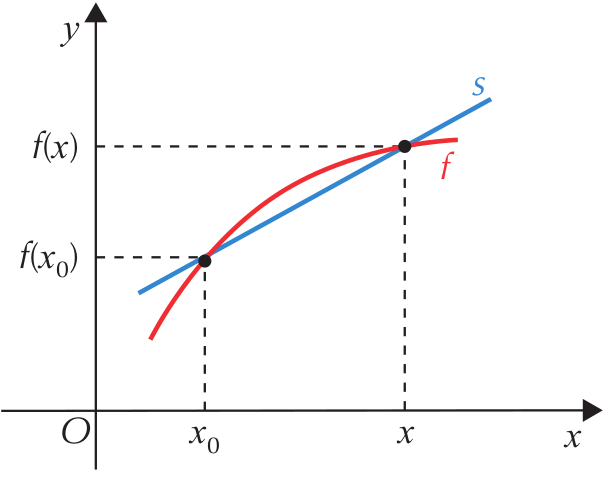 y
s
f(x)
f
f(x₀)
O
x₀
x
x